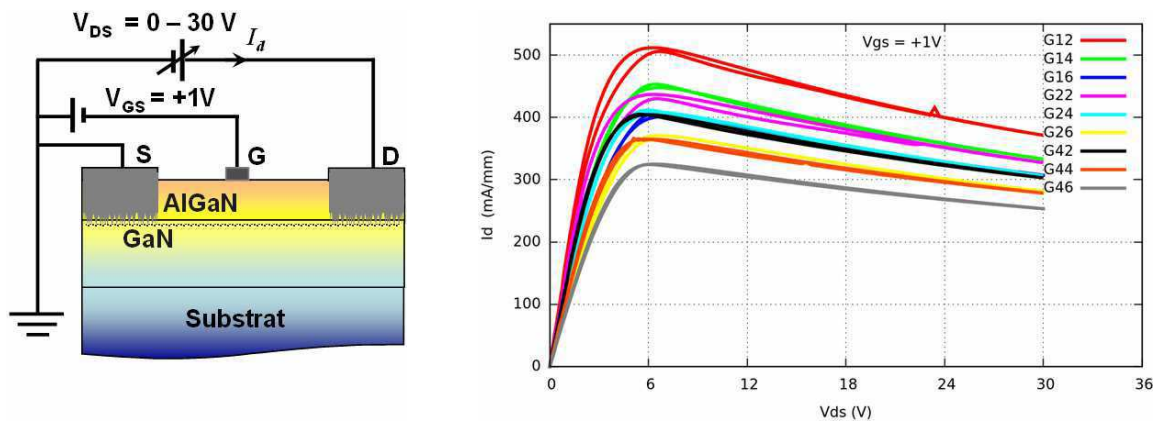 V_DS = 0 – 30 V
I_d
V_GS = +1V
S
G
D
AlGaN
GaN
Substrat
500
400
300
200
100
0
Id (mA/mm)
0
6
12
18
24
30
36
Vds (V)
Vgs = +1V
G12
G14
G16
G22
G24
G26
G42
G44
G46